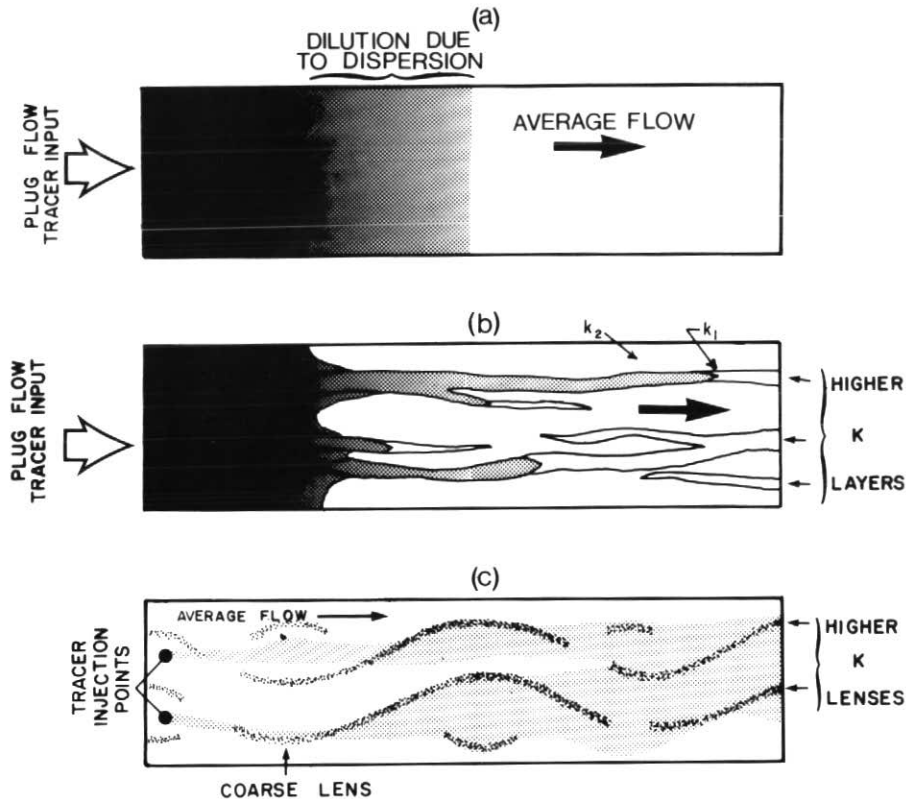 (a)
DILUTION DUE
TO DISPERSION
PLUG FLOW
TRACER INPUT
AVERAGE FLOW
(b)
PLUG FLOW
TRACER INPUT
k2
k1
HIGHER
K
LAYERS
(c)
TRACER
INJECTION
POINTS
AVERAGE FLOW
HIGHER
K
LENSES
COARSE LENS